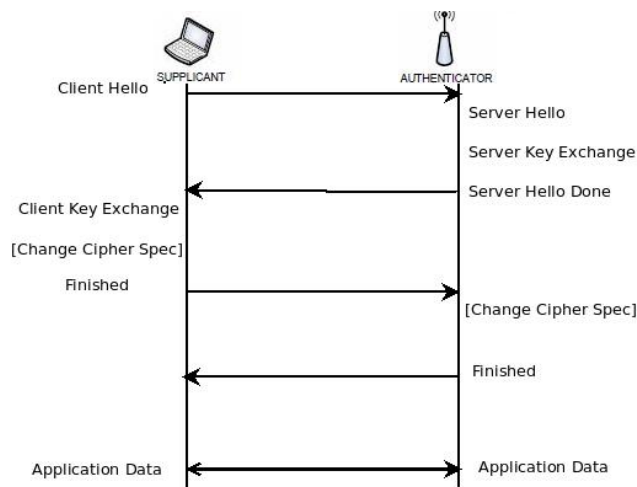 SUPPLICANT
AUTHENTICATOR
Client Hello
Server Hello
Server Key Exchange
Server Hello Done
Client Key Exchange
[Change Cipher Spec]
Finished
[Change Cipher Spec]
Finished
Application Data
Application Data